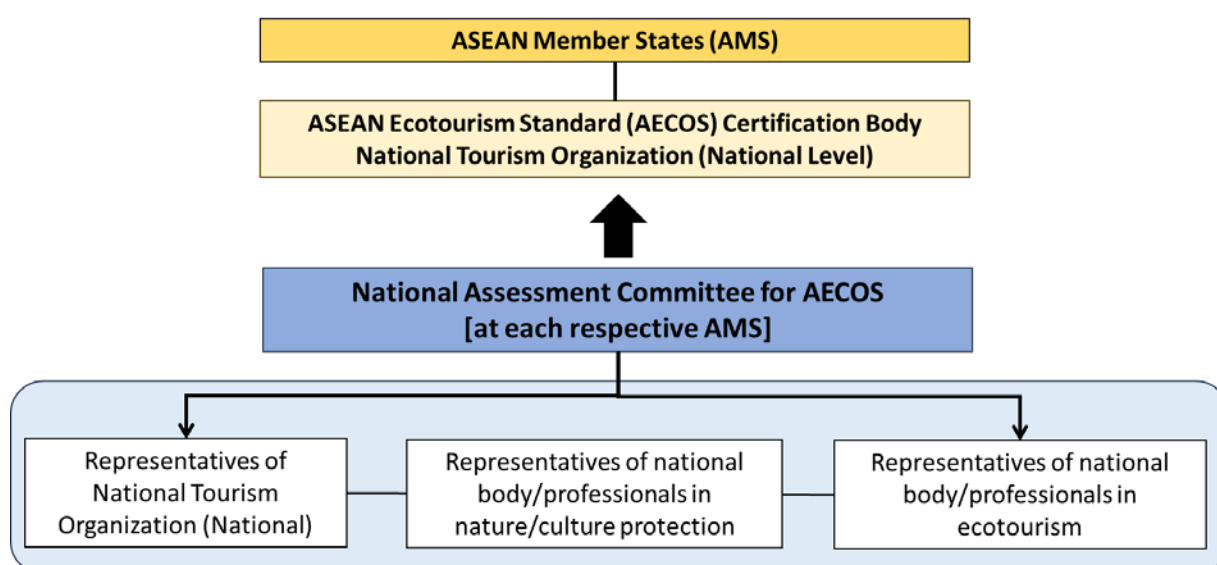 ASEAN Member States (AMS)
ASEAN Ecotourism Standard (AECOS) Certification Body
National Tourism Organization (National Level)
National Assessment Committee for AECOS
[at each respective AMS]
Representatives of
National Tourism
Organization (National)
Representatives of national
body/professionals in
nature/culture protection
Representatives of national
body/professionals in
ecotourism